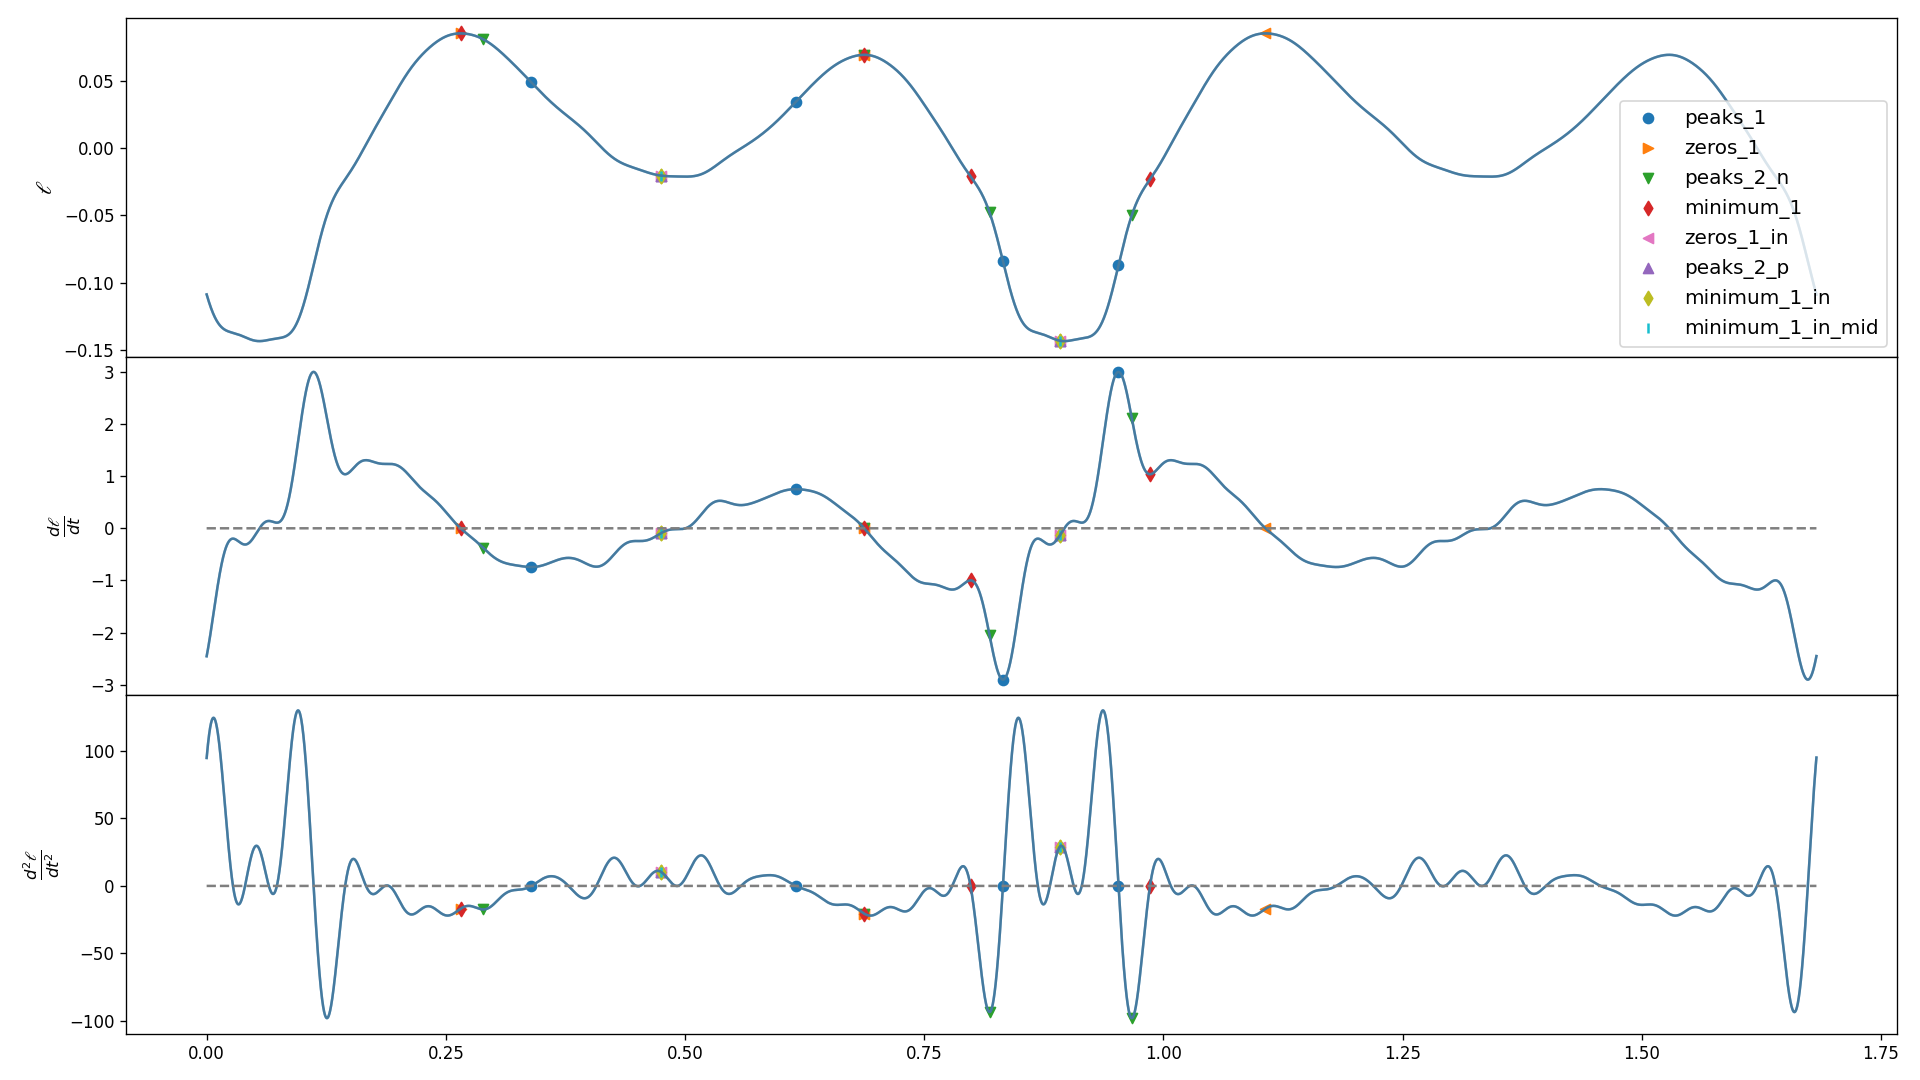 0.05
0.00
−0.05
−0.10
−0.15
ℓ
peaks_1
zeros_1
peaks_2_n
minimum_1
zeros_1_in
peaks_2_p
minimum_1_in
minimum_1_in_mid
3
2
1
0
−1
−2
−3
dℓ
dt
100
50
0
−50
−100
d²ℓ
dt²
0.00 0.25 0.50 0.75 1.00 1.25 1.50 1.75